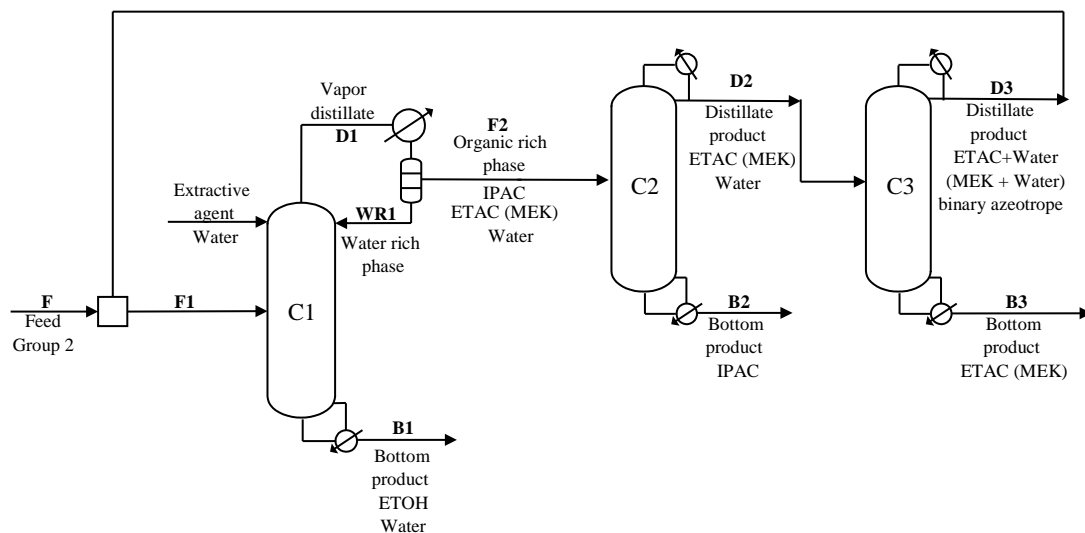 Vapor
distillate
D1
F2
Organic rich
phase
IPAC
ETAC (MEK)
Water
Extractive
agent
Water
WR1
Water rich
phase
F
Feed
Group 2
F1
C1
B1
Bottom
product
ETOH
Water
C2
D2
Distillate
product
ETAC (MEK)
Water
B2
Bottom
product
IPAC
C3
D3
Distillate
product
ETAC+Water
(MEK + Water)
binary azeotrope
B3
Bottom
product
ETAC (MEK)